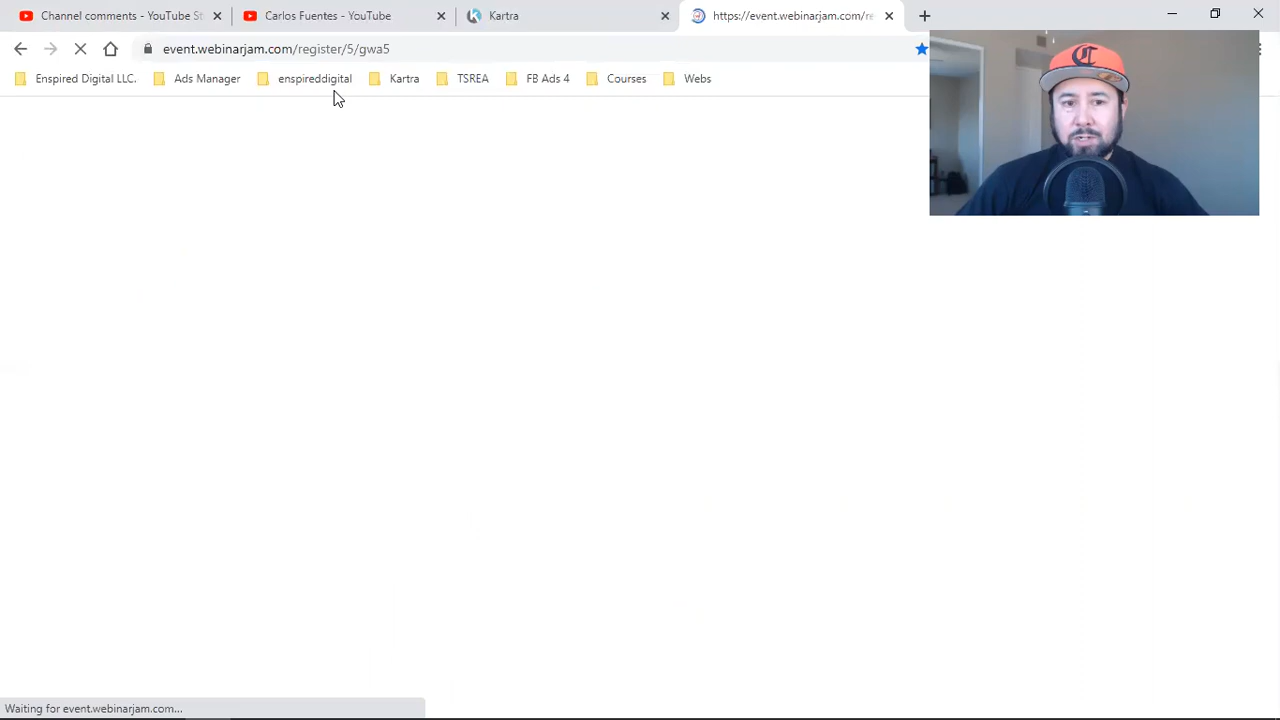 Channel comments - YouTube St
Carlos Fuentes - YouTube
Kartra
https://event.webinarjam.com/re
event.webinarjam.com/register/5/gwa5
Enspired Digital LLC.
Ads Manager
enspireddigital
Kartra
TSREA
FB Ads 4
Courses
Webs
C
Waiting for event.webinarjam.com...